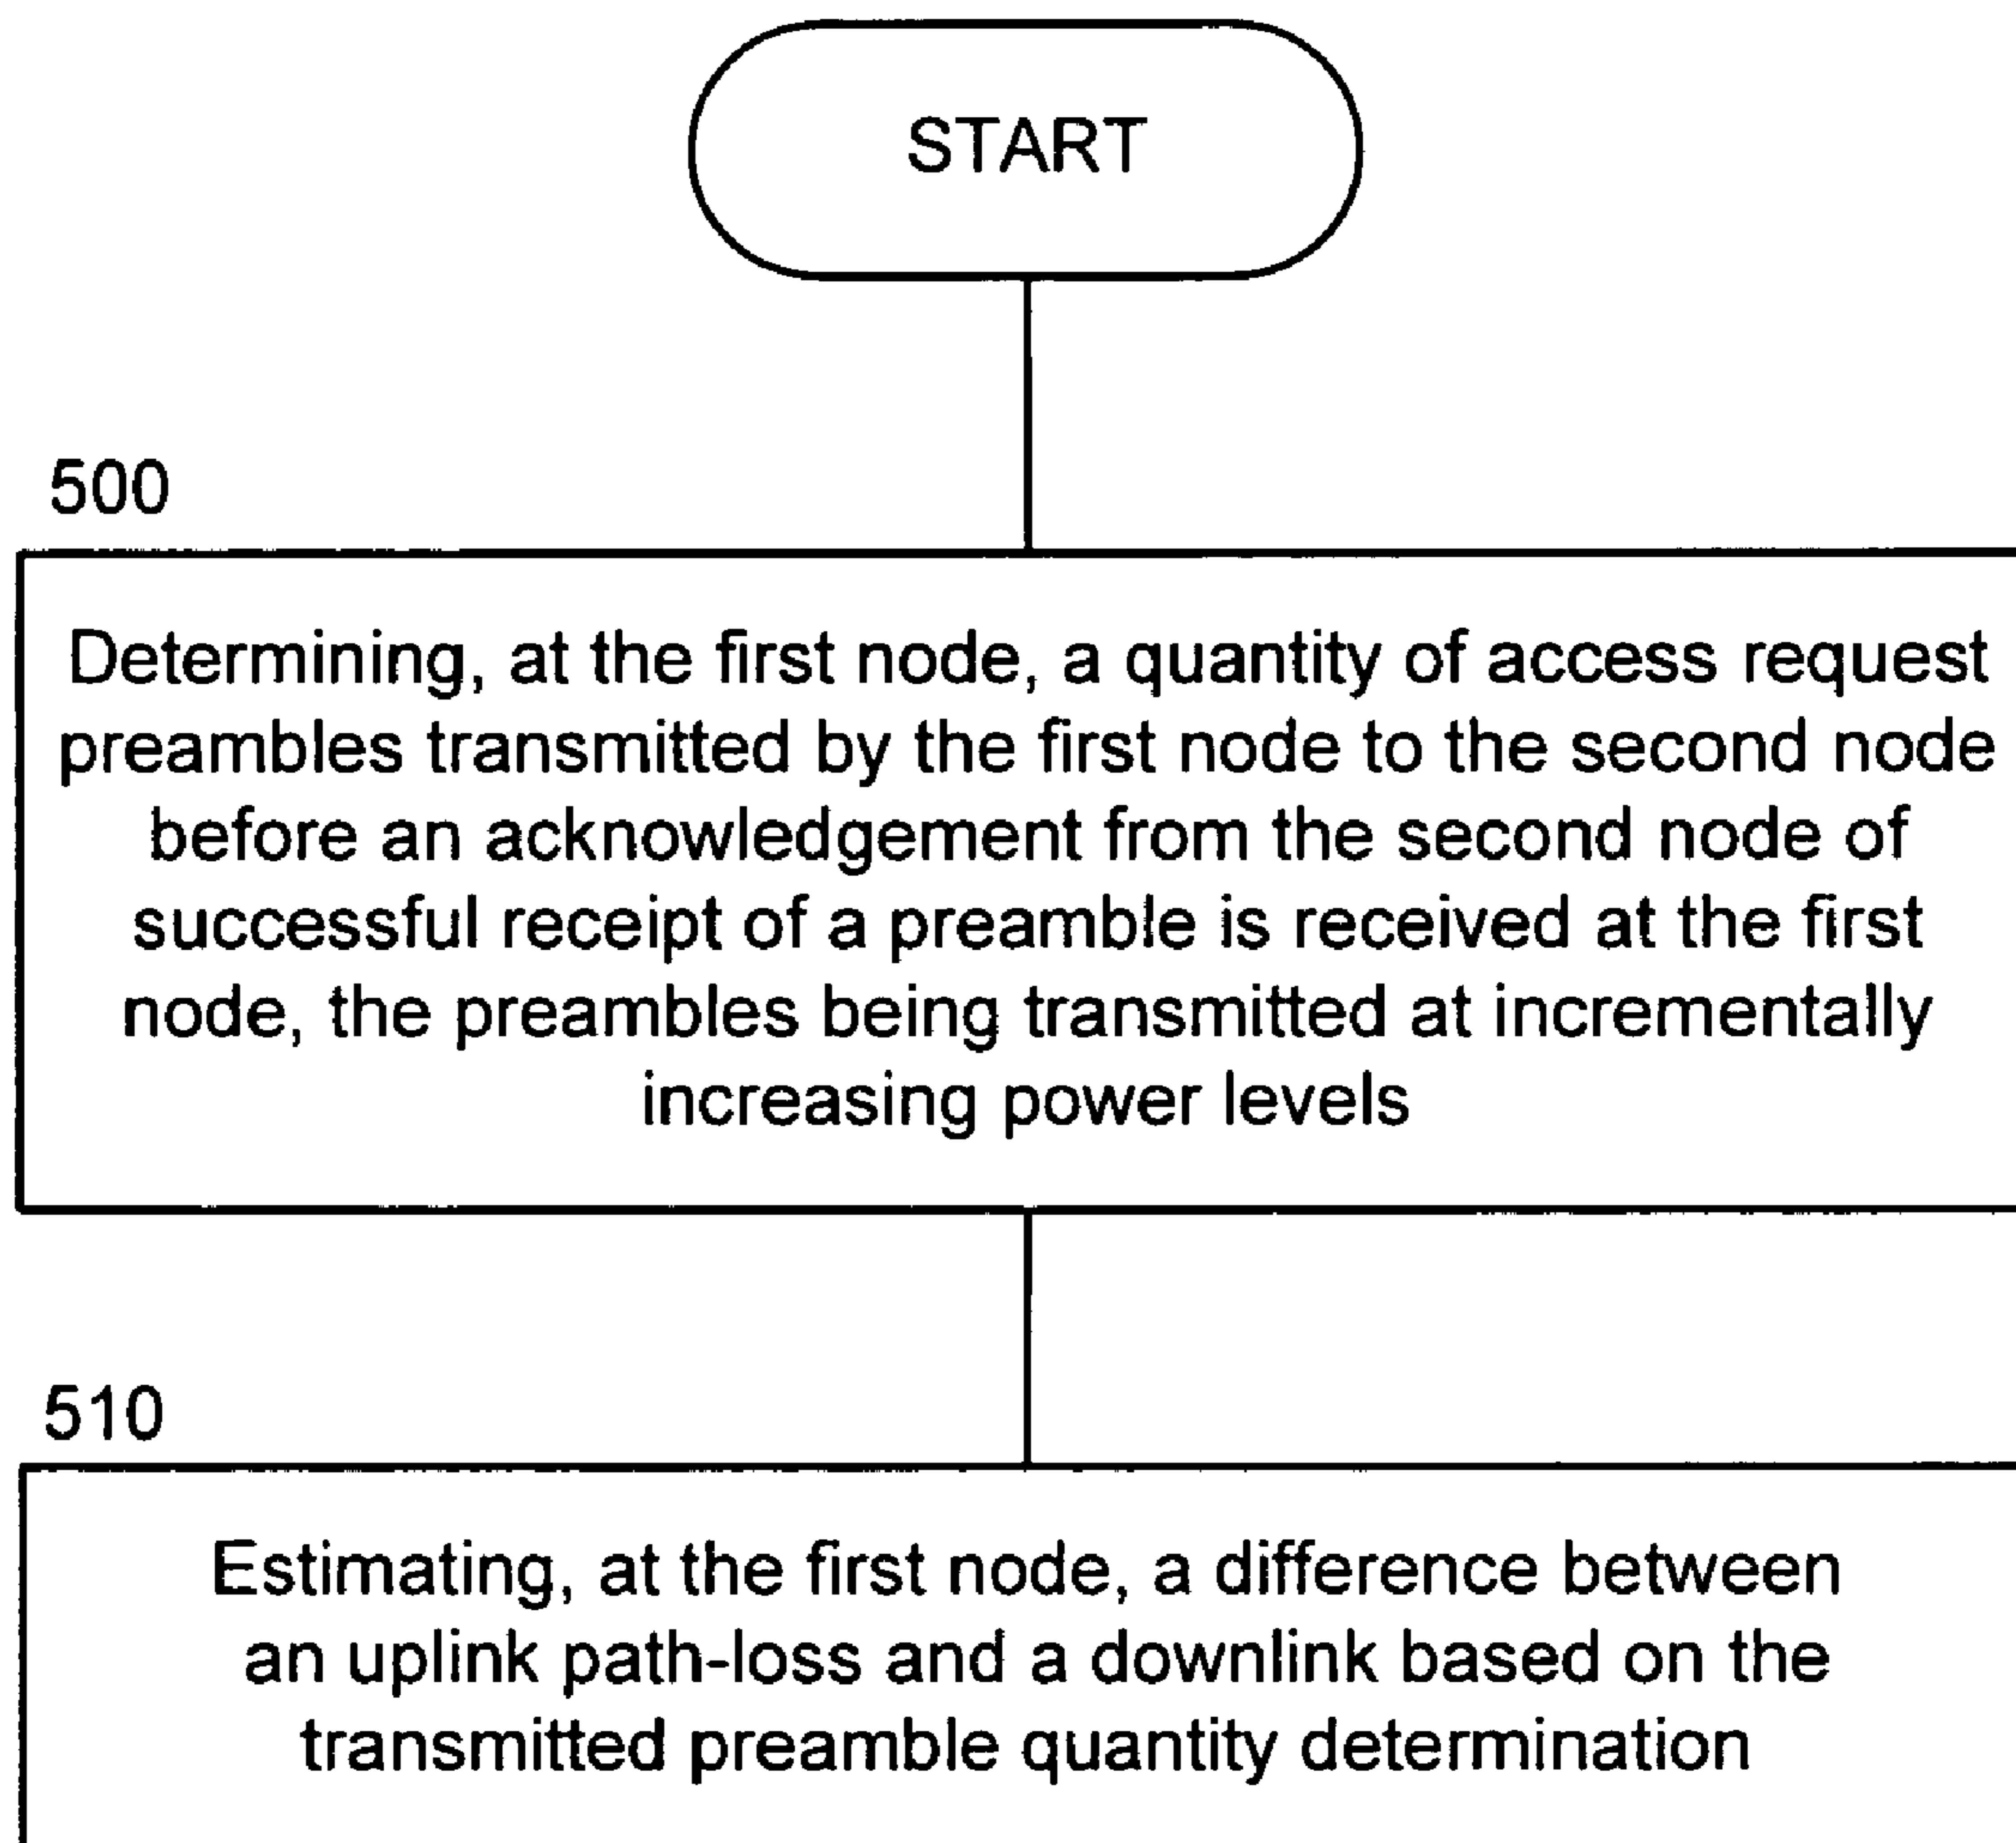 START
500
Determining, at the first node, a quantity of access request
preambles transmitted by the first node to the second node
before an acknowledgement from the second node of
successful receipt of a preamble is received at the first
node, the preambles being transmitted at incrementally
increasing power levels
510
Estimating, at the first node, a difference between
an uplink path-loss and a downlink based on the
transmitted preamble quantity determination